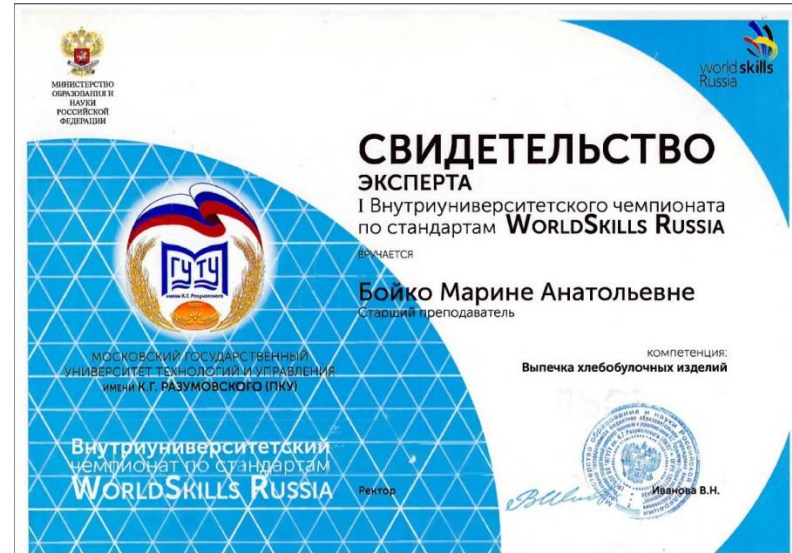 МИНИСТЕРСТВО
ОБРАЗОВАНИЯ И
НАУКИ
РОССИЙСКОЙ
ФЕДЕРАЦИИ
world skills
Russia
СВИДЕТЕЛЬСТВО
ЭКСПЕРТА
I Внутриуниверситетского чемпионата
по стандартам WORLDSKILLS RUSSIA
ВРУЧАЕТСЯ
Бойко Марине Анатольевне
Старший преподаватель
компетенция:
Выпечка хлебобулочных изделий
ГУТУ
имени К.Г. Разумовского
МОСКОВСКИЙ ГОСУДАРСТВЕННЫЙ
УНИВЕРСИТЕТ ТЕХНОЛОГИЙ И УПРАВЛЕНИЯ
ИМЕНИ К.Г. РАЗУМОВСКОГО (ПКУ)
Внутриуниверситетский
чемпионат по стандартам
WORLDSKILLS RUSSIA
Ректор
Иванова В.Н.